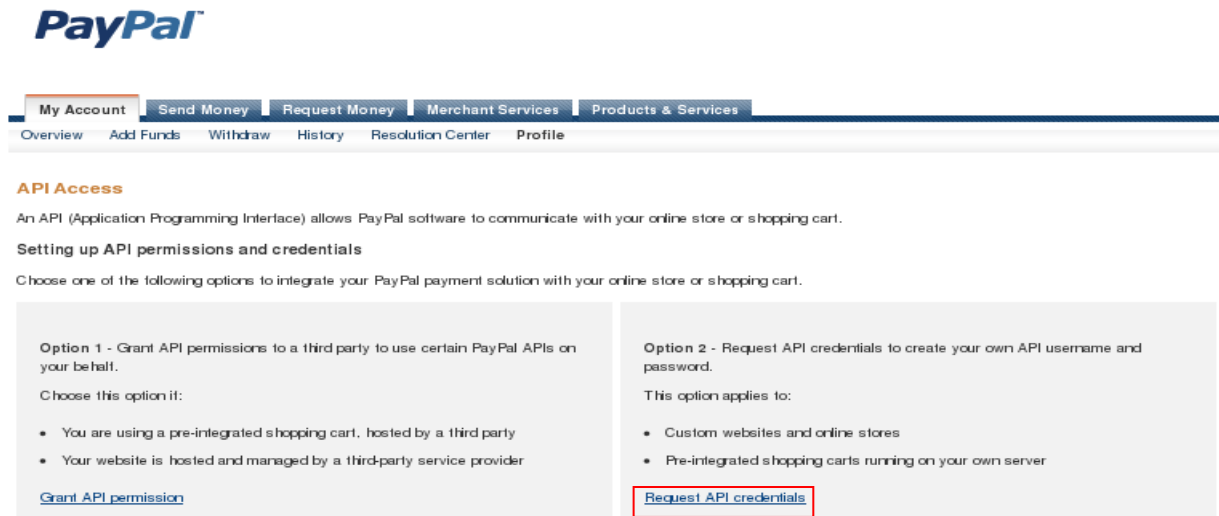 PayPal™
My Account Send Money Request Money Merchant Services Products & Services
Overview Add Funds Withdraw History Resolution Center Profile
API Access
An API (Application Programming Interface) allows PayPal software to communicate with your online store or shopping cart.
Setting up API permissions and credentials
Choose one of the following options to integrate your PayPal payment solution with your online store or shopping cart.
Option 1 - Grant API permissions to a third party to use certain PayPal APIs on
your behalf.
Choose this option if:
• You are using a pre-integrated shopping cart, hosted by a third party
• Your website is hosted and managed by a third-party service provider
Grant API permission
Option 2 - Request API credentials to create your own API username and
password.
This option applies to:
• Custom websites and online stores
• Pre-integrated shopping carts running on your own server
Request API credentials